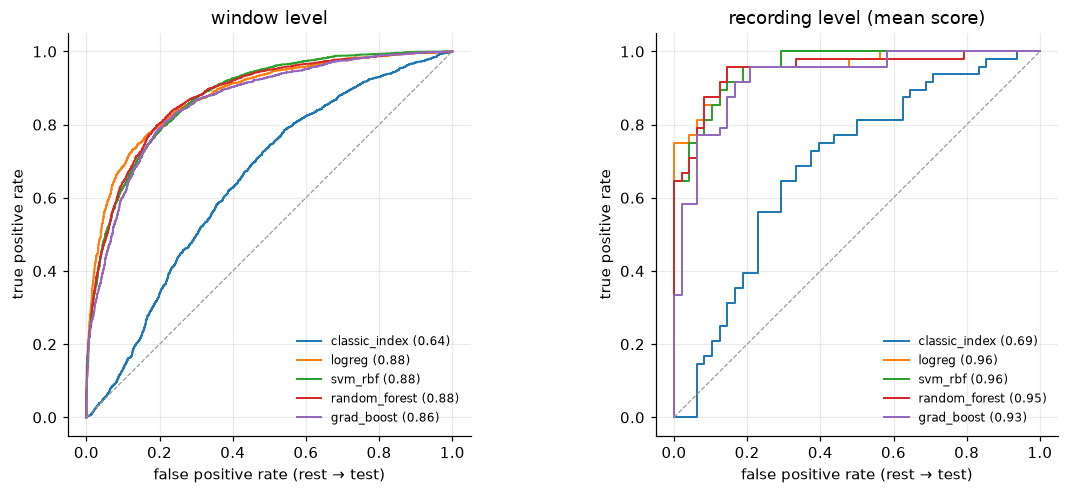 window level
1.0
0.8
0.6
0.4
0.2
0.0
true positive rate
0.0 0.2 0.4 0.6 0.8 1.0
false positive rate (rest → test)
classic_index (0.64)
logreg (0.88)
svm_rbf (0.88)
random_forest (0.88)
grad_boost (0.86)
recording level (mean score)
1.0
0.8
0.6
0.4
0.2
0.0
true positive rate
0.0 0.2 0.4 0.6 0.8 1.0
false positive rate (rest → test)
classic_index (0.69)
logreg (0.96)
svm_rbf (0.96)
random_forest (0.95)
grad_boost (0.93)